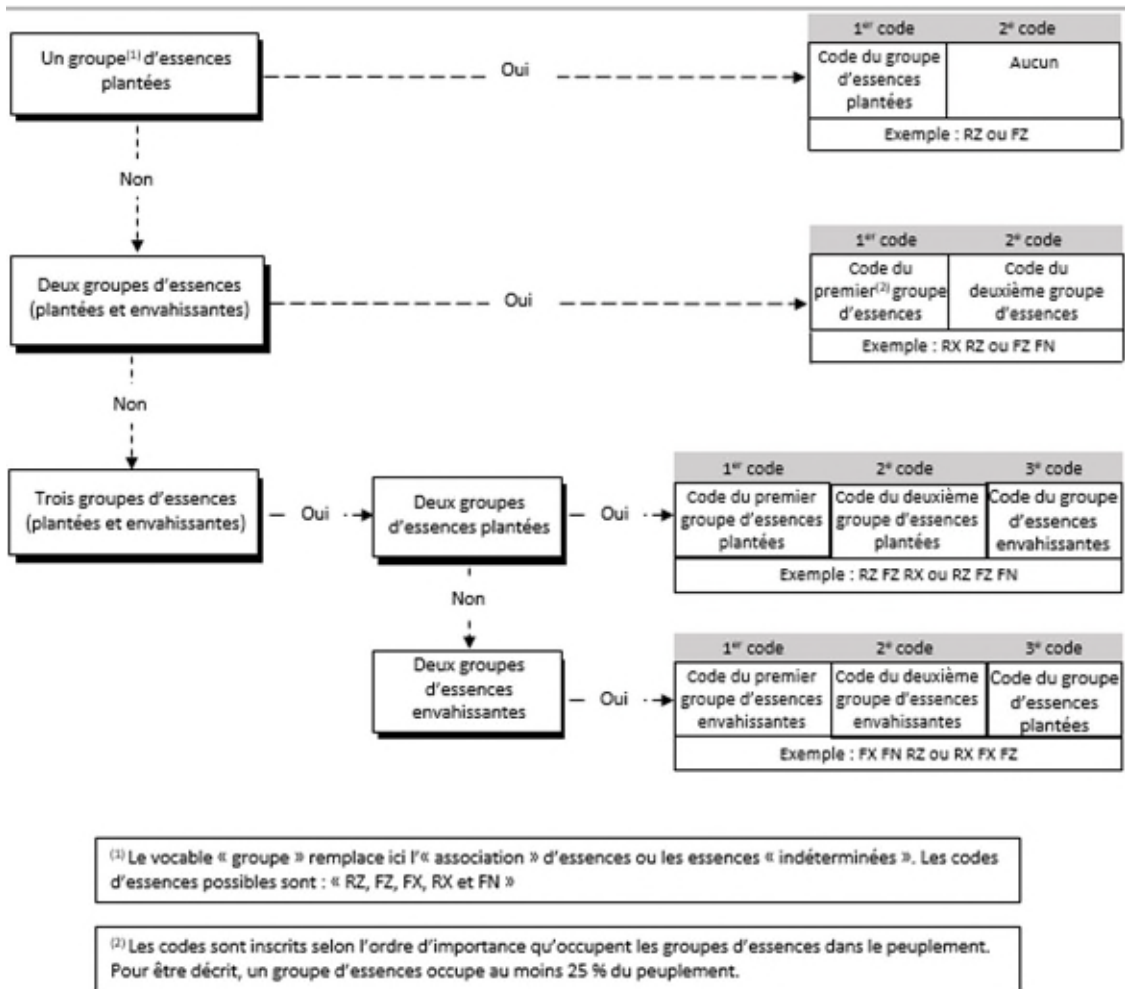 1er code 2e code
Un groupe(1) d'essences
plantées
Oui
Code du groupe
d'essences
plantées
Aucun
Exemple : RZ ou FZ
Non
1er code 2e code
Deux groupes d'essences
(plantées et envahissantes)
Oui
Code du
premier(2) groupe
d'essences
Code du
deuxième groupe
d'essences
Exemple : RX RZ ou FZ FN
Non
Trois groupes d'essences
(plantées et envahissantes)
Oui
Deux groupes
d'essences plantées
Oui
1er code 2e code 3e code
Code du premier
groupe d'essences
plantées
Code du deuxième
groupe d'essences
plantées
Code du groupe
d'essences
envahissantes
Exemple : RZ FZ RX ou RZ FZ FN
Non
Deux groupes
d'essences
envahissantes
Oui
1er code 2e code 3e code
Code du premier
groupe d'essences
envahissantes
Code du deuxième
groupe d'essences
envahissantes
Code du groupe
d'essences
plantées
Exemple : FX FN RZ ou RX FX FZ
(1) Le vocable « groupe » remplace ici l'« association » d'essences ou les essences « indéterminées ». Les codes
d'essences possibles sont : « RZ, FZ, FX, RX et FN »
(2) Les codes sont inscrits selon l'ordre d'importance qu'occupent les groupes d'essences dans le peuplement.
Pour être décrit, un groupe d'essences occupe au moins 25 % du peuplement.